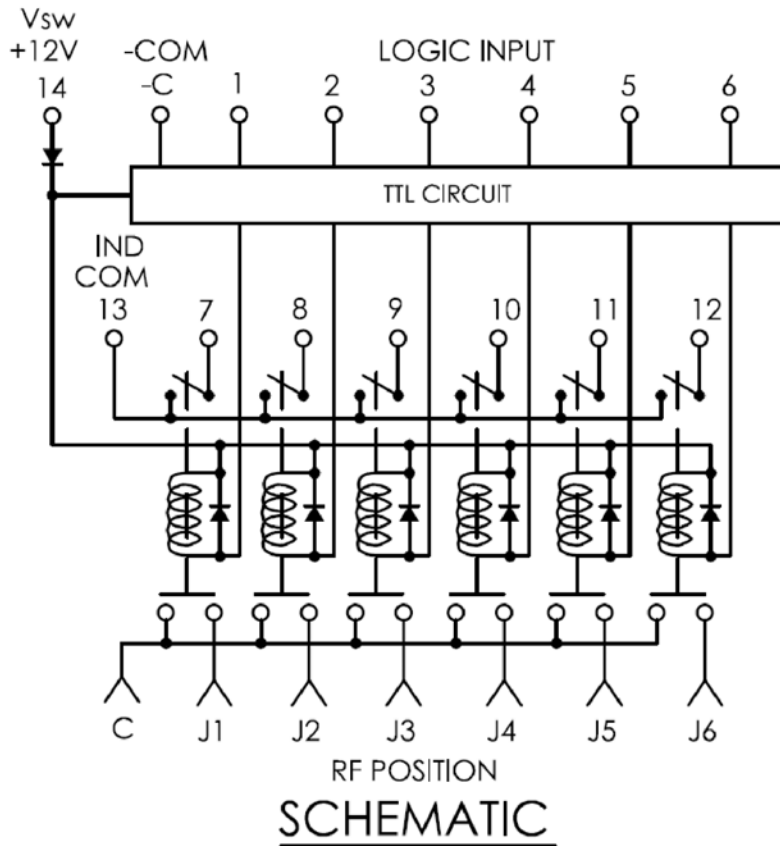 Vsw
+12V
14
-COM
-C
LOGIC INPUT
1 2 3 4 5 6
TTL CIRCUIT
IND
COM
13 7 8 9 10 11 12
C J1 J2 J3 J4 J5 J6
RF POSITION
SCHEMATIC